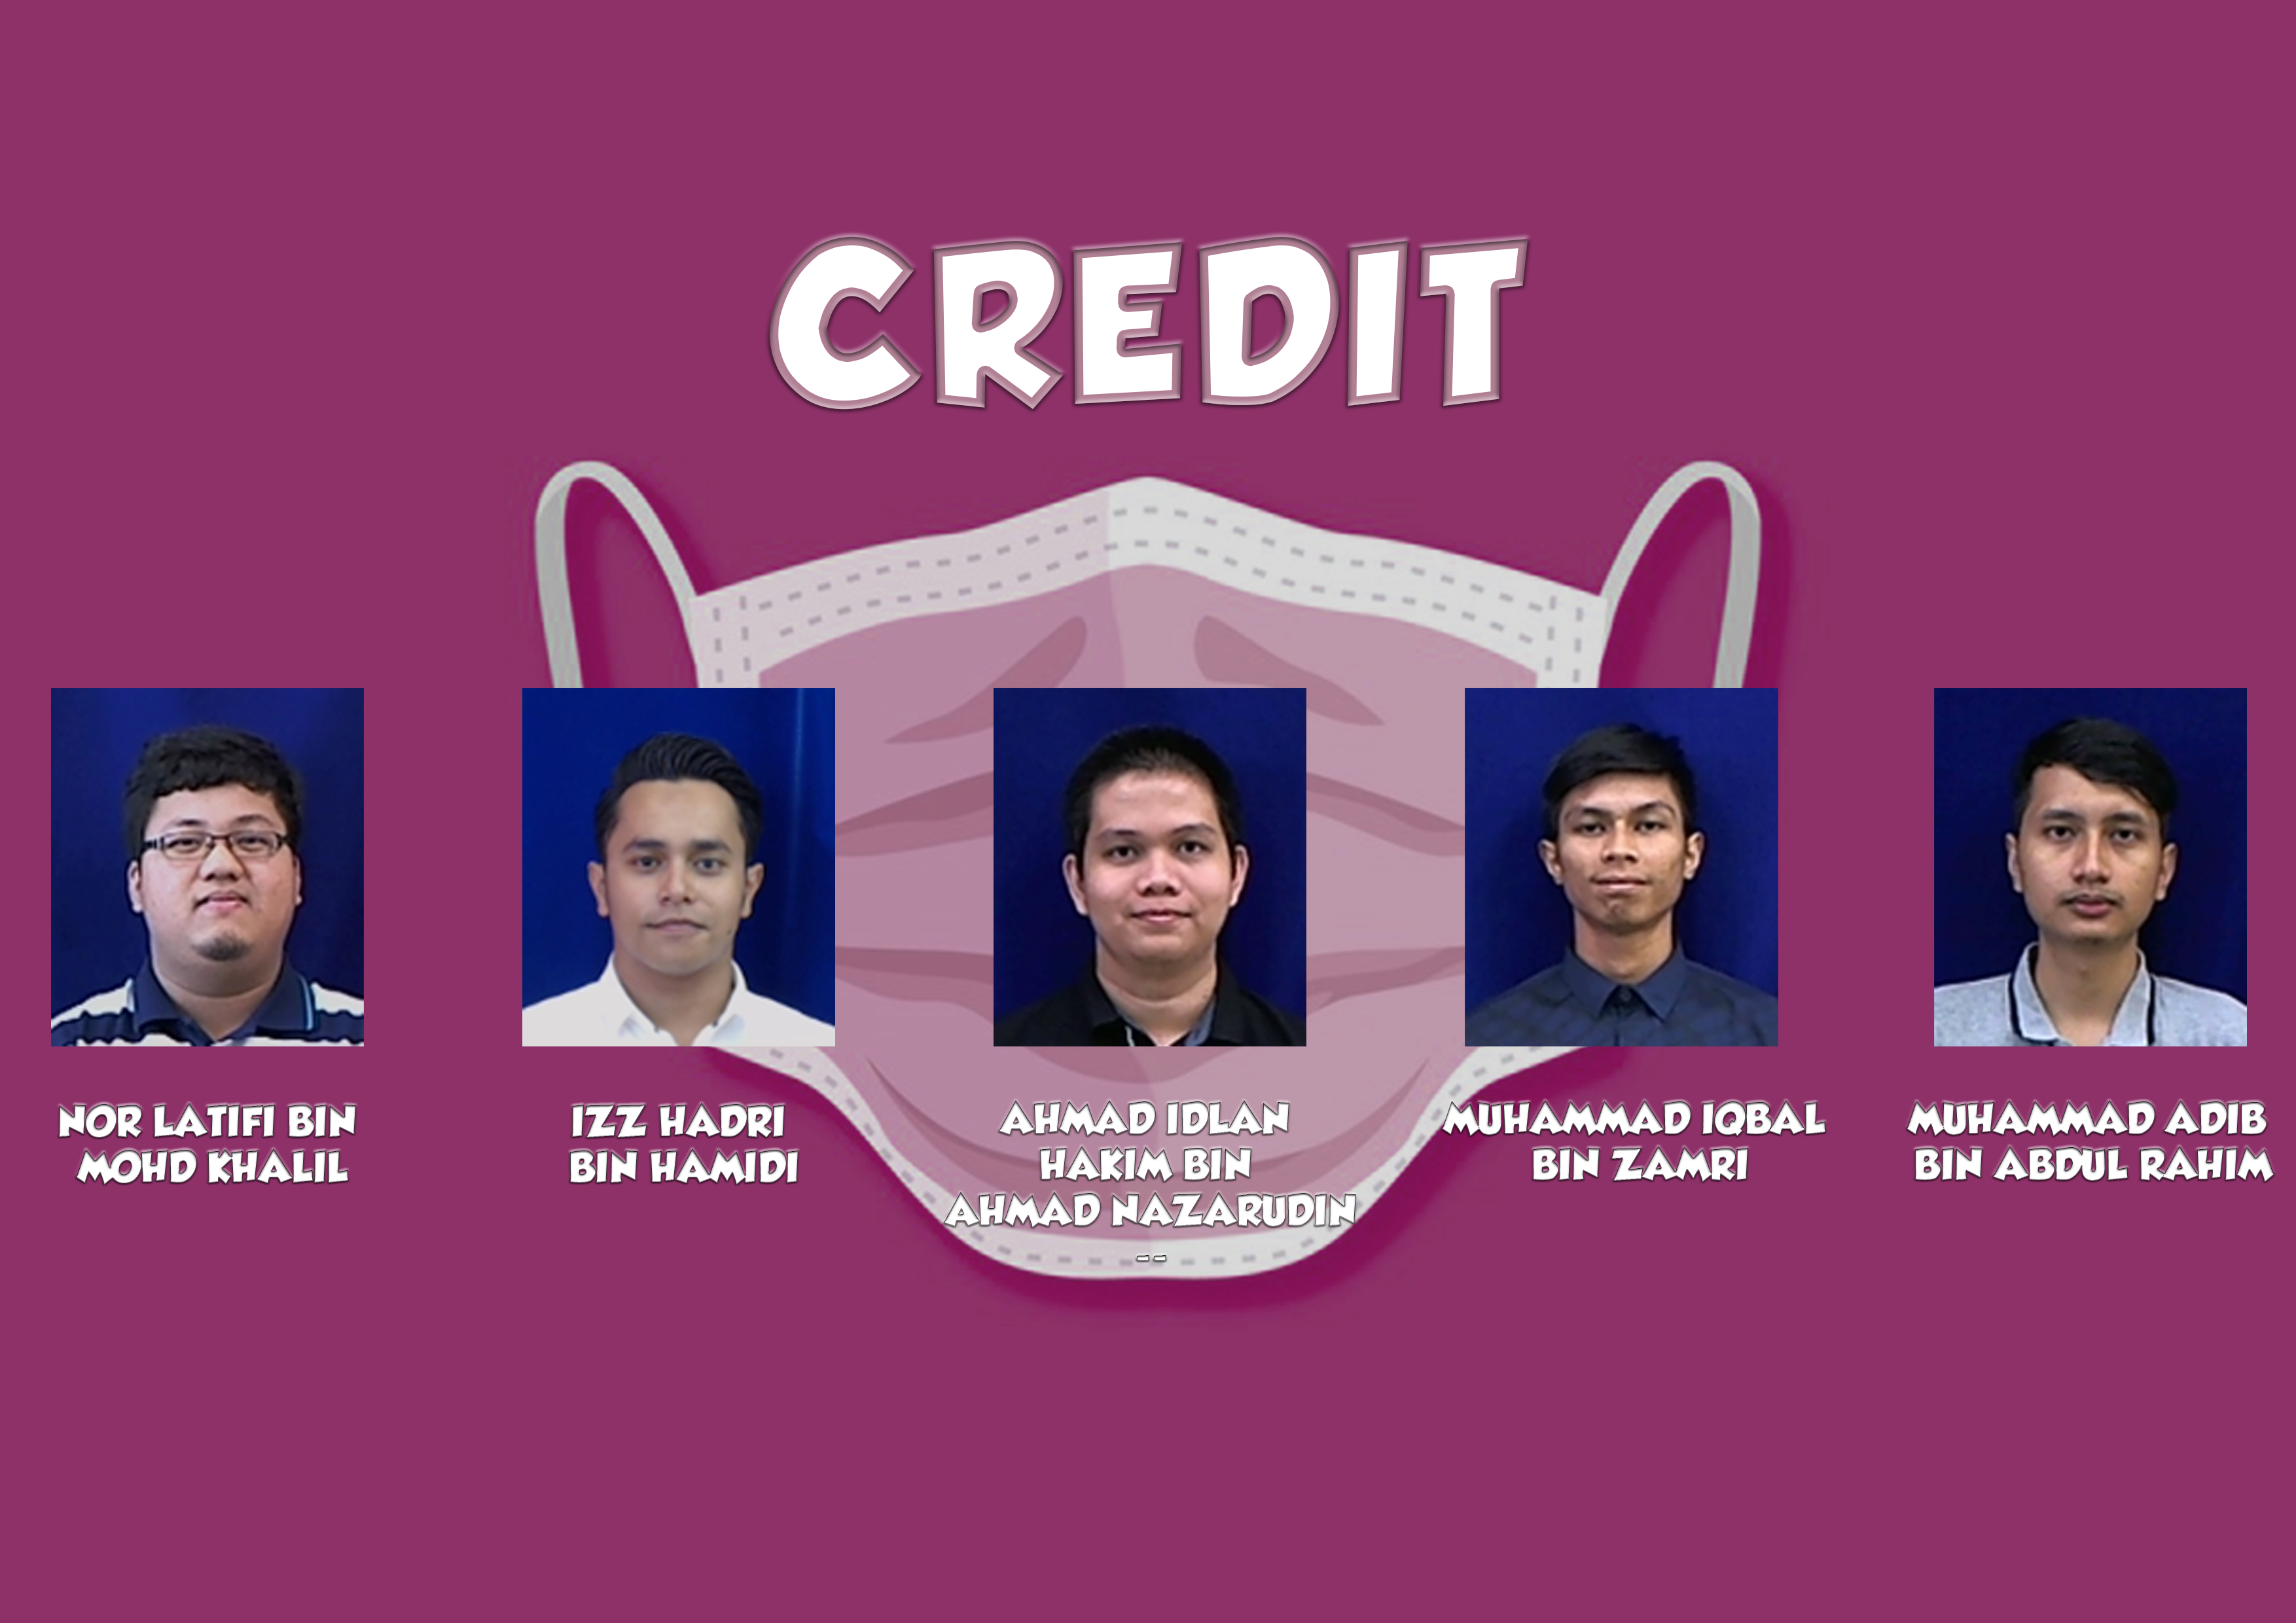 CREDIT
NOR LATIFI BIN
MOHD KHALIL
IZZ HADRI
BIN HAMIDI
AHMAD IDLAN
HAKIM BIN
AHMAD NAZARUDIN
--
MUHAMMAD IQBAL
BIN ZAMRI
MUHAMMAD ADIB
BIN ABDUL RAHIM